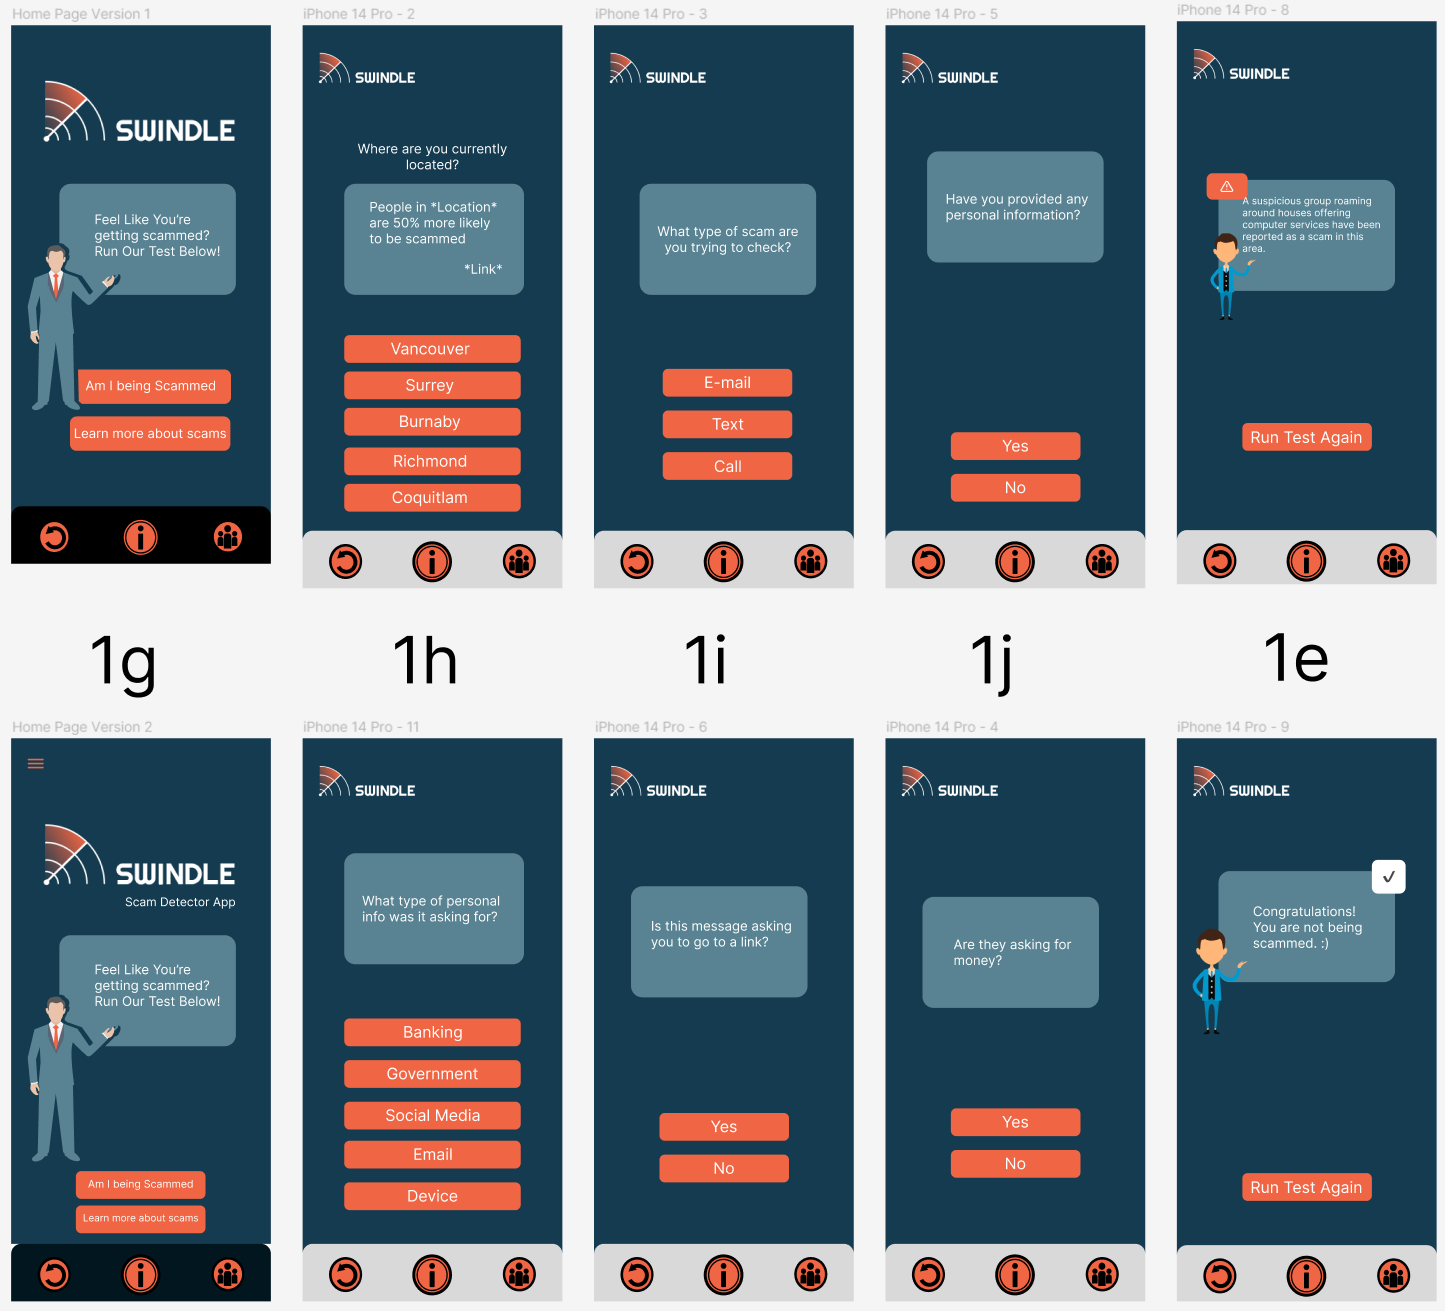 Home Page Version 1
SWINDLE
Feel Like You're
getting scammed?
Run Our Test Below!
Am I being Scammed
Learn more about scams
iPhone 14 Pro - 2
SWINDLE
Where are you currently
located?
People in *Location*
are 50% more likely
to be scammed
*Link*
Vancouver
Surrey
Burnaby
Richmond
Coquitlam
iPhone 14 Pro - 3
SWINDLE
What type of scam are
you trying to check?
E-mail
Text
Call
iPhone 14 Pro - 5
SWINDLE
Have you provided any
personal information?
Yes
No
iPhone 14 Pro - 8
SWINDLE
A suspicious group roaming
around houses offering
computer services have been
reported as a scam in this
area.
Run Test Again
1g
1h
1i
1j
1e
Home Page Version 2
SWINDLE
Scam Detector App
Feel Like You're
getting scammed?
Run Our Test Below!
Am I being Scammed
Learn more about scams
iPhone 14 Pro - 11
SWINDLE
What type of personal
info was it asking for?
Banking
Government
Social Media
Email
Device
iPhone 14 Pro - 6
SWINDLE
Is this message asking
you to go to a link?
Yes
No
iPhone 14 Pro - 4
SWINDLE
Are they asking for
money?
Yes
No
iPhone 14 Pro - 9
SWINDLE
Congratulations!
You are not being
scammed. :)
Run Test Again